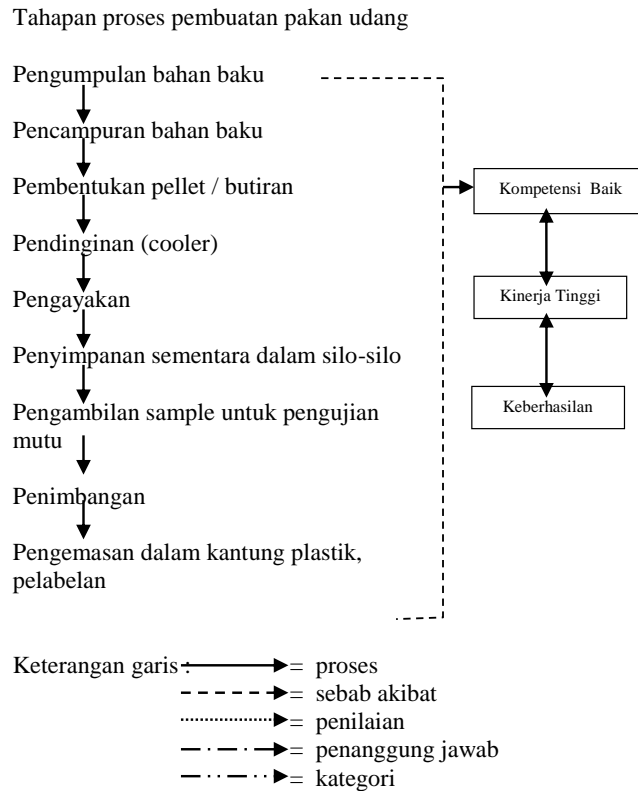 Tahapan proses pembuatan pakan udang
Pengumpulan bahan baku
Pencampuran bahan baku
Pembentukan pellet / butiran
Pendinginan (cooler)
Pengayakan
Penyimpanan sementara dalam silo-silo
Pengambilan sample untuk pengujian
mutu
Penimbangan
Pengemasan dalam kantung plastik,
pelabelan
Kompetensi Baik
Kinerja Tinggi
Keberhasilan
Keterangan garis : = proses
= sebab akibat
= penilaian
= penanggung jawab
= kategori